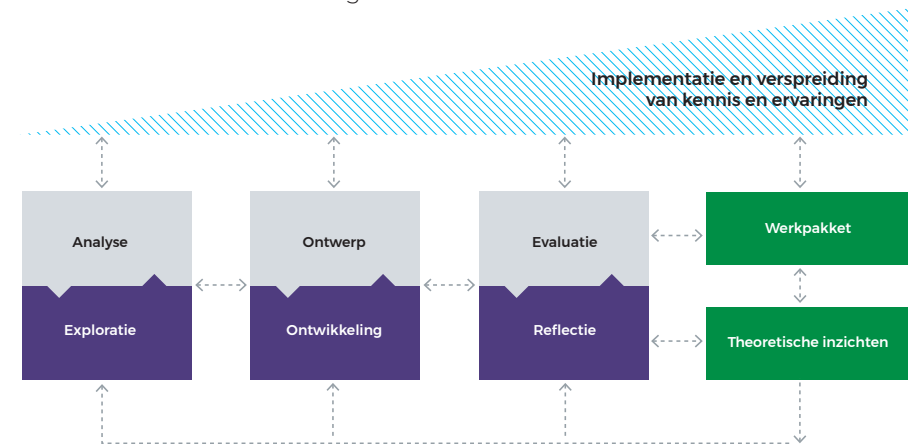 Implementatie en verspreiding
van kennis en ervaringen
Analyse
Ontwerp
Evaluatie
Werkpakket
Exploratie
Ontwikkeling
Reflectie
Theoretische inzichten